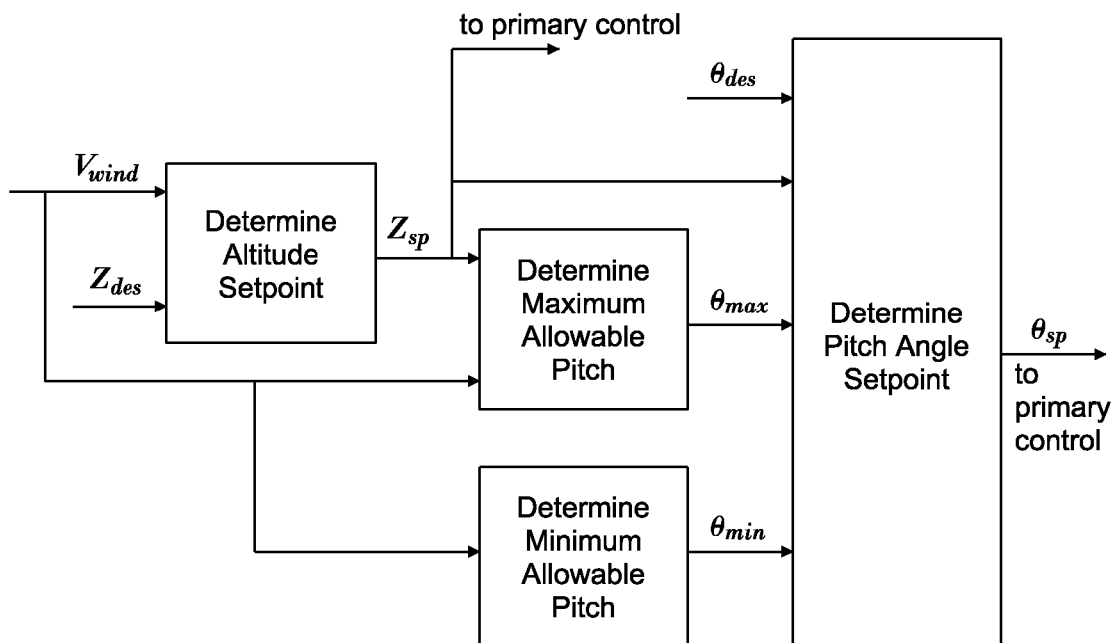 to primary control
θdes
Vwind
Determine
Altitude
Setpoint
Zsp
Zdes
Determine
Maximum
Allowable
Pitch
θmax
Determine
Pitch Angle
Setpoint
θsp
to
primary
control
Determine
Minimum
Allowable
Pitch
θmin